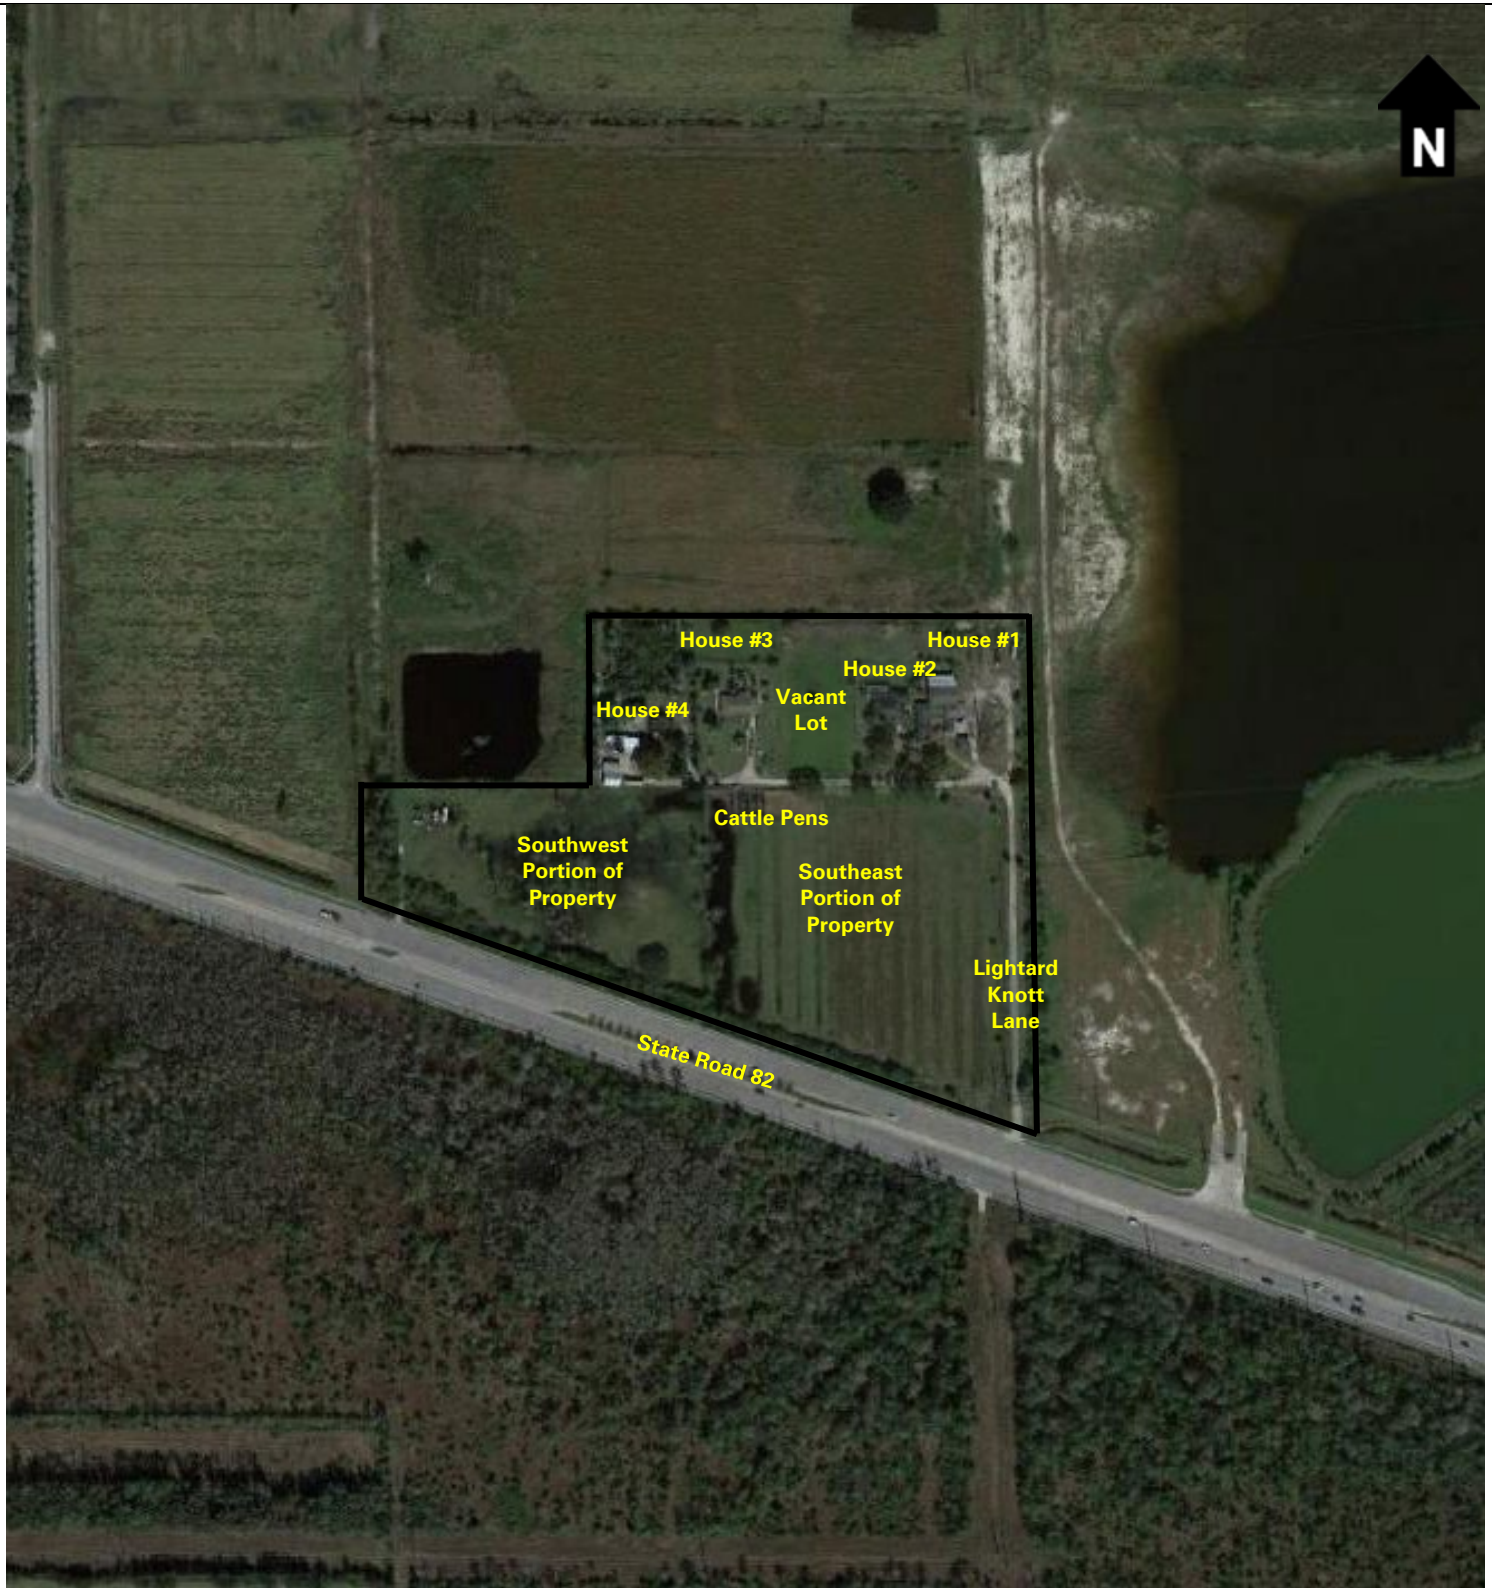 N
House #3
House #1
House #2
Vacant
Lot
House #4
Cattle Pens
Southwest
Portion of
Property
Southeast
Portion of
Property
Lightard
Knott
Lane
State Road 82